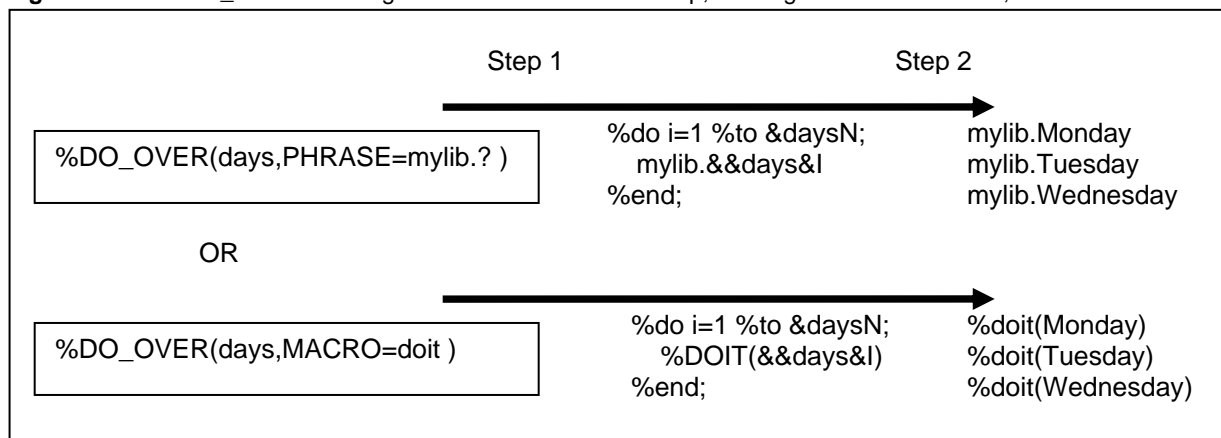 Step 1 Step 2
%DO_OVER(days,PHRASE=mylib.? )
%do i=1 %to &daysN;
mylib.&&days&I
%end;
mylib.Monday
mylib.Tuesday
mylib.Wednesday
OR
%DO_OVER(days,MACRO=doit )
%do i=1 %to &daysN;
%DOIT(&&days&I)
%end;
%doit(Monday)
%doit(Tuesday)
%doit(Wednesday)